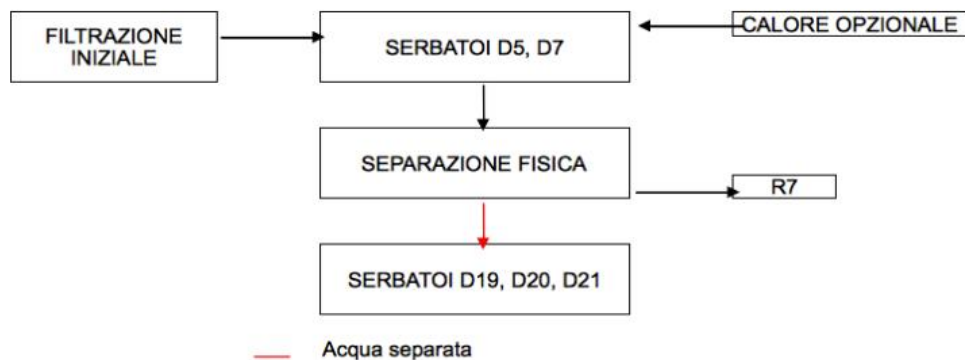 FILTRAZIONE
INIZIALE
SERBATOI D5, D7
CALORE OPZIONALE
SEPARAZIONE FISICA
R7
SERBATOI D19, D20, D21
Acqua separata